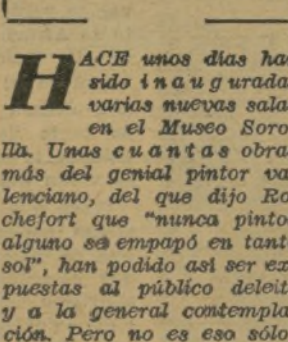 HACE unos días ha
sido inaugurada
varias nuevas sala
en el Museo Soro
lla. Unas cuantas obra
más del genial pintor va
lenciano, del que dijo Ro
chefort que "nunca pinto
alguno se empapó en tant
sol", han podido así ser ex
puestas al público deleit
y a la general contempla
ción. Pero no es eso sólo